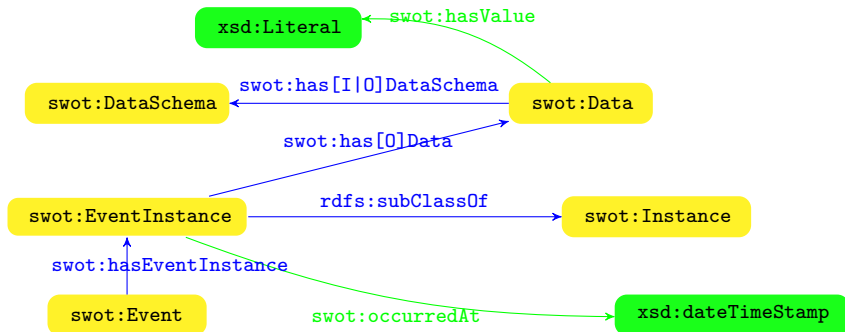 xsd:Literal
swot:hasValue
swot:has[I|O]DataSchema
swot:DataSchema
swot:Data
swot:has[O]Data
rdfs:subClassOf
swot:EventInstance
swot:Instance
swot:hasEventInstance
swot:Event
swot:occurredAt
xsd:dateTimeStamp